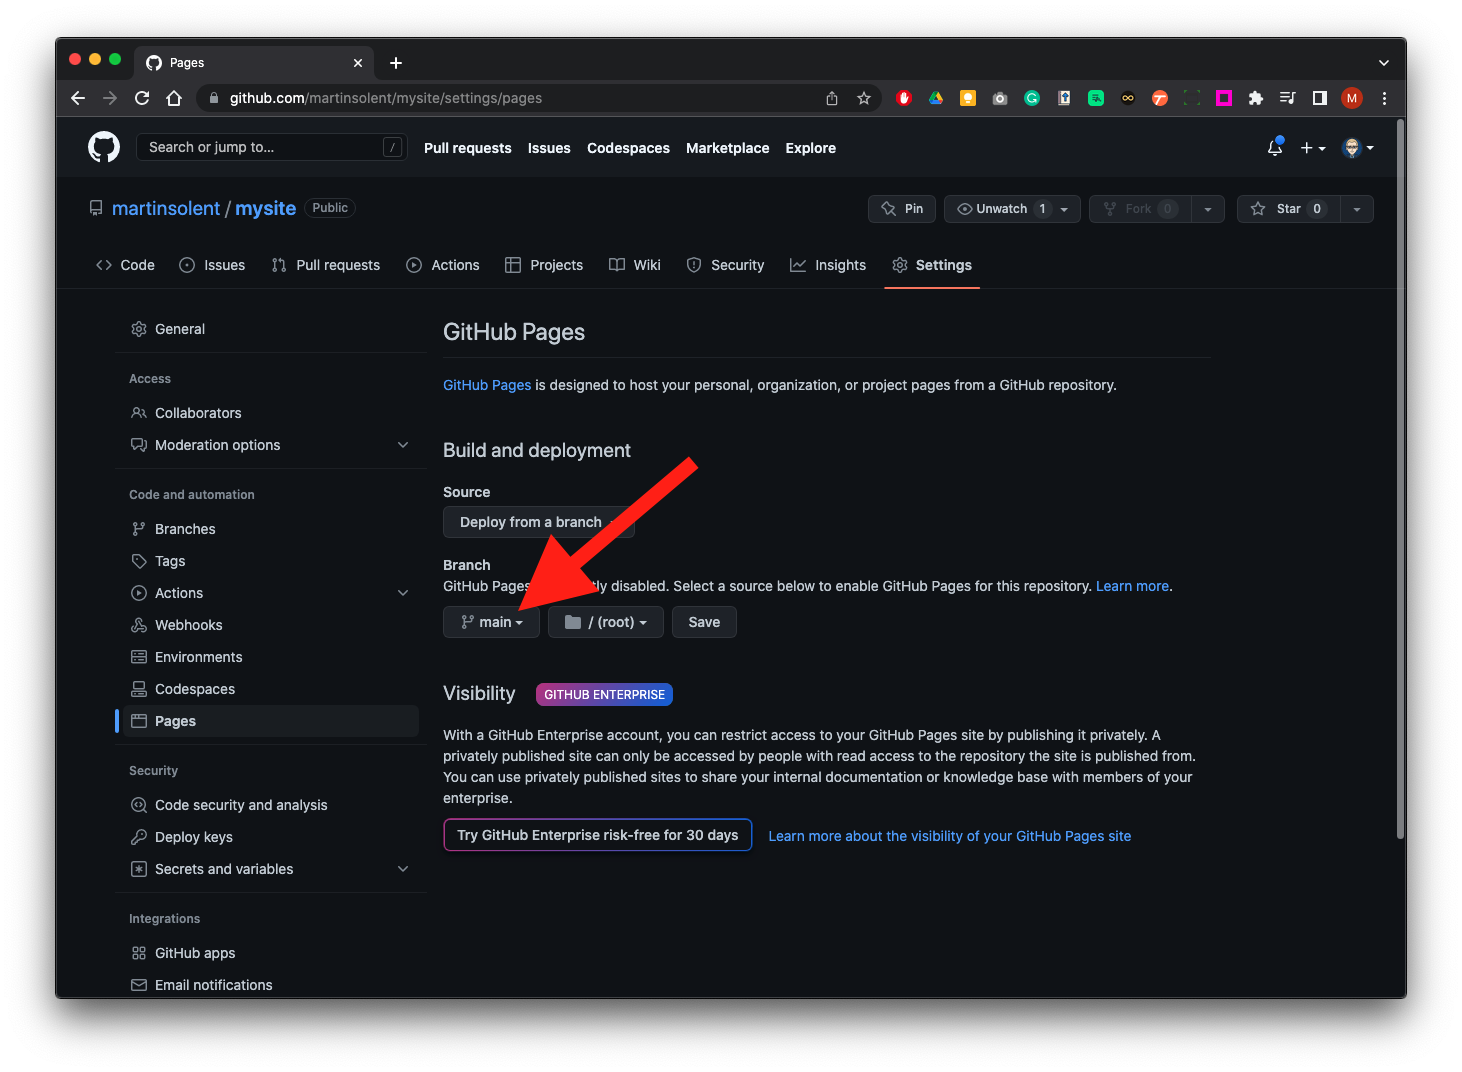 Pages
github.com/martinsolent/mysite/settings/pages
M
Search or jump to... /
Pull requests Issues Codespaces Marketplace Explore
martinsolent / mysite Public
Pin Unwatch 1 Fork 0 Star 0
Code Issues Pull requests Actions Projects Wiki Security Insights Settings
General
Access
Collaborators
Moderation options
Code and automation
Branches
Tags
Actions
Webhooks
Environments
Codespaces
Pages
Security
Code security and analysis
Deploy keys
Secrets and variables
Integrations
GitHub apps
Email notifications
GitHub Pages
GitHub Pages is designed to host your personal, organization, or project pages from a GitHub repository.
Build and deployment
Source
Deploy from a branch
Branch
GitHub Pages disabled. Select a source below to enable GitHub Pages for this repository. Learn more.
main / (root) Save
Visibility GITHUB ENTERPRISE
With a GitHub Enterprise account, you can restrict access to your GitHub Pages site by publishing it privately. A
privately published site can only be accessed by people with read access to the repository the site is published from.
You can use privately published sites to share your internal documentation or knowledge base with members of your
enterprise.
Try GitHub Enterprise risk-free for 30 days Learn more about the visibility of your GitHub Pages site